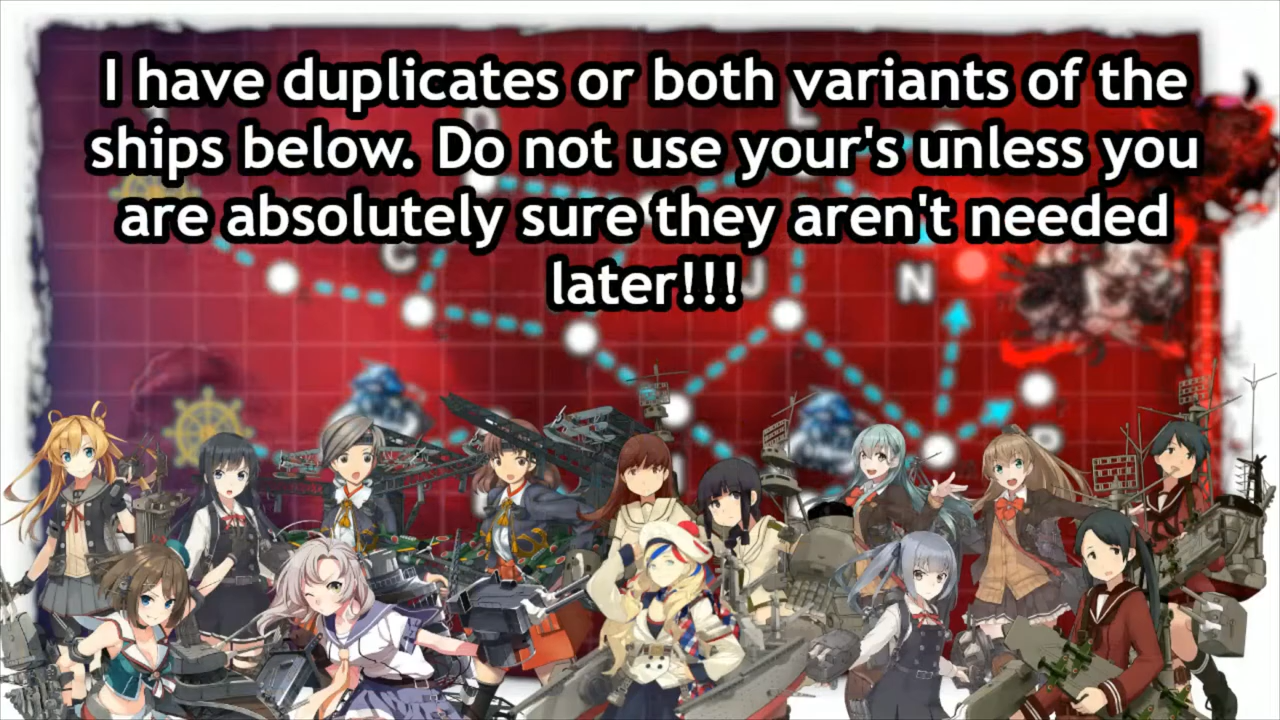 I have duplicates or both variants of the
ships below. Do not use your's unless you
are absolutely sure they aren't needed
later!!!
C
J
N